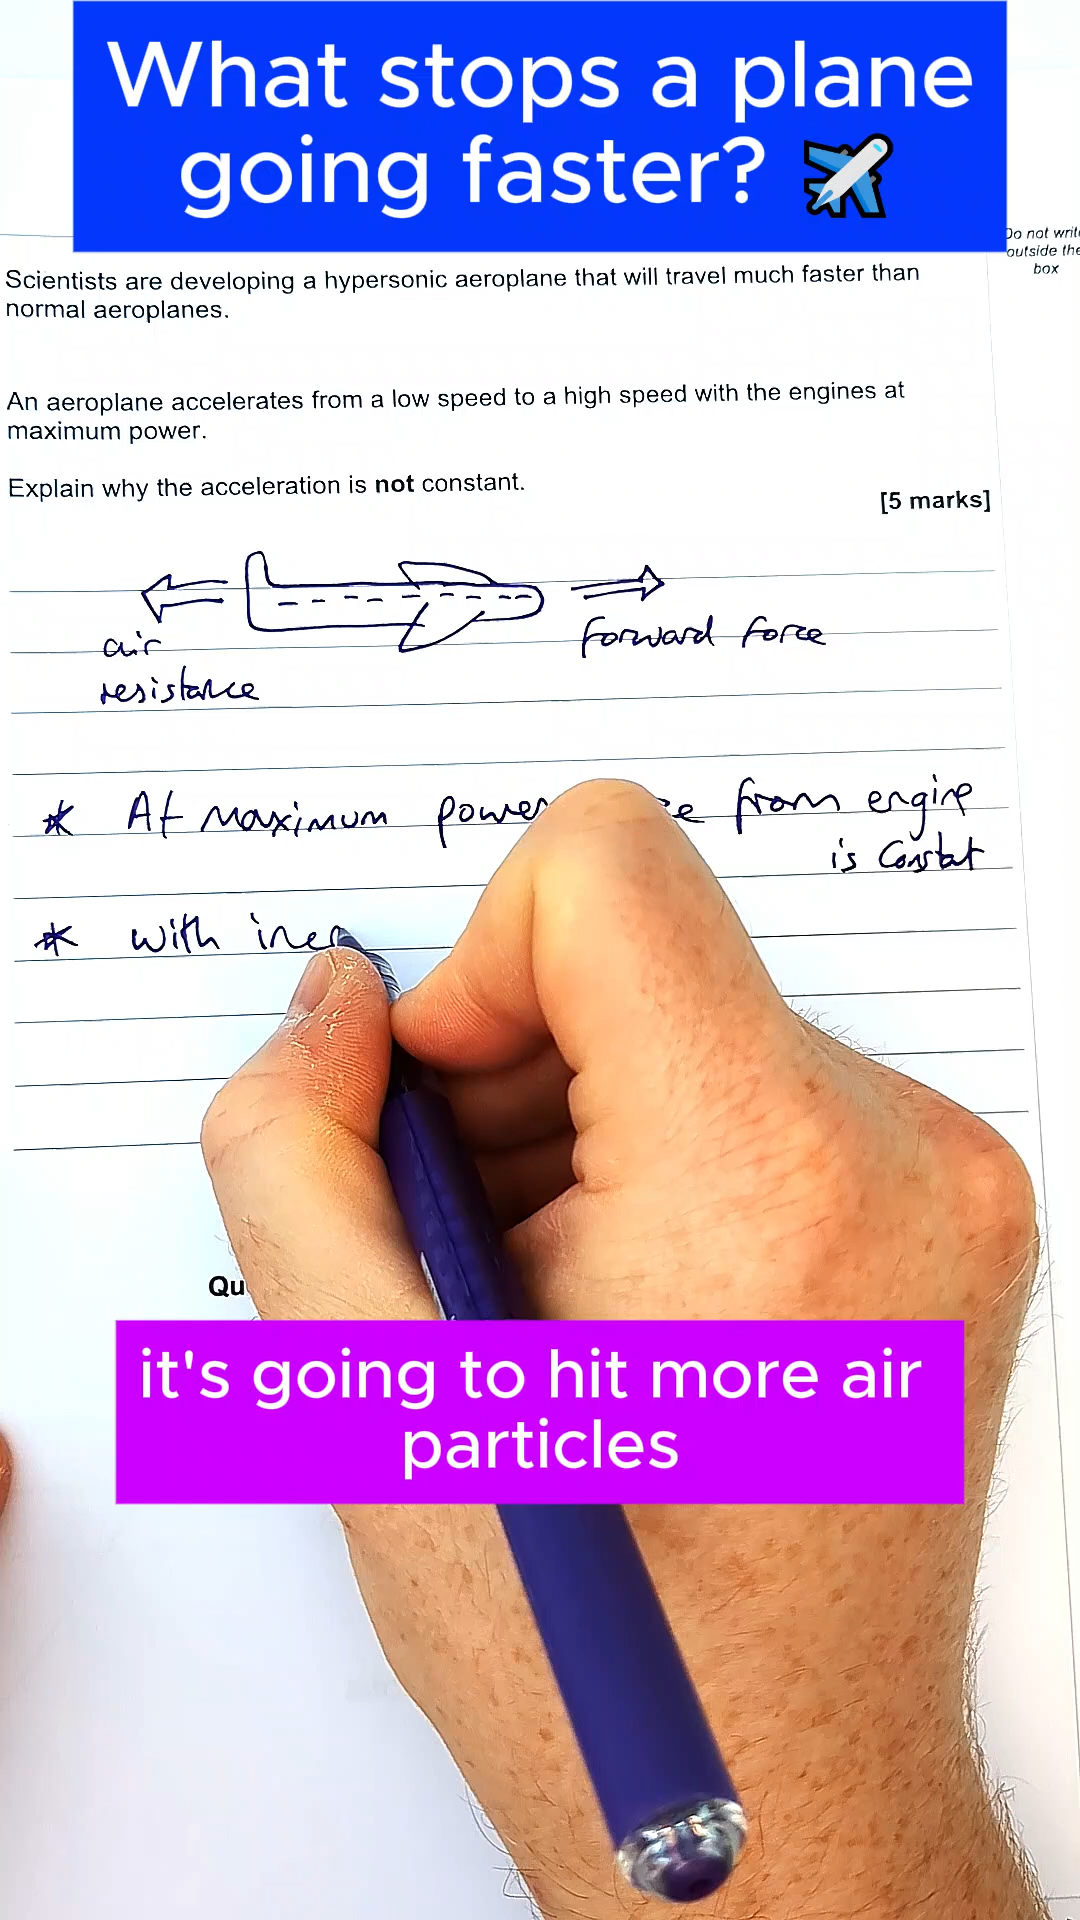 What stops a plane
going faster? ✈️
Do not write
outside the
box
Scientists are developing a hypersonic aeroplane that will travel much faster than
normal aeroplanes.
An aeroplane accelerates from a low speed to a high speed with the engines at
maximum power.
Explain why the acceleration is not constant.
[5 marks]
air
resistance
forward force
* At maximum power from engine
is Constat
* with incr
Qu
it's going to hit more air
particles